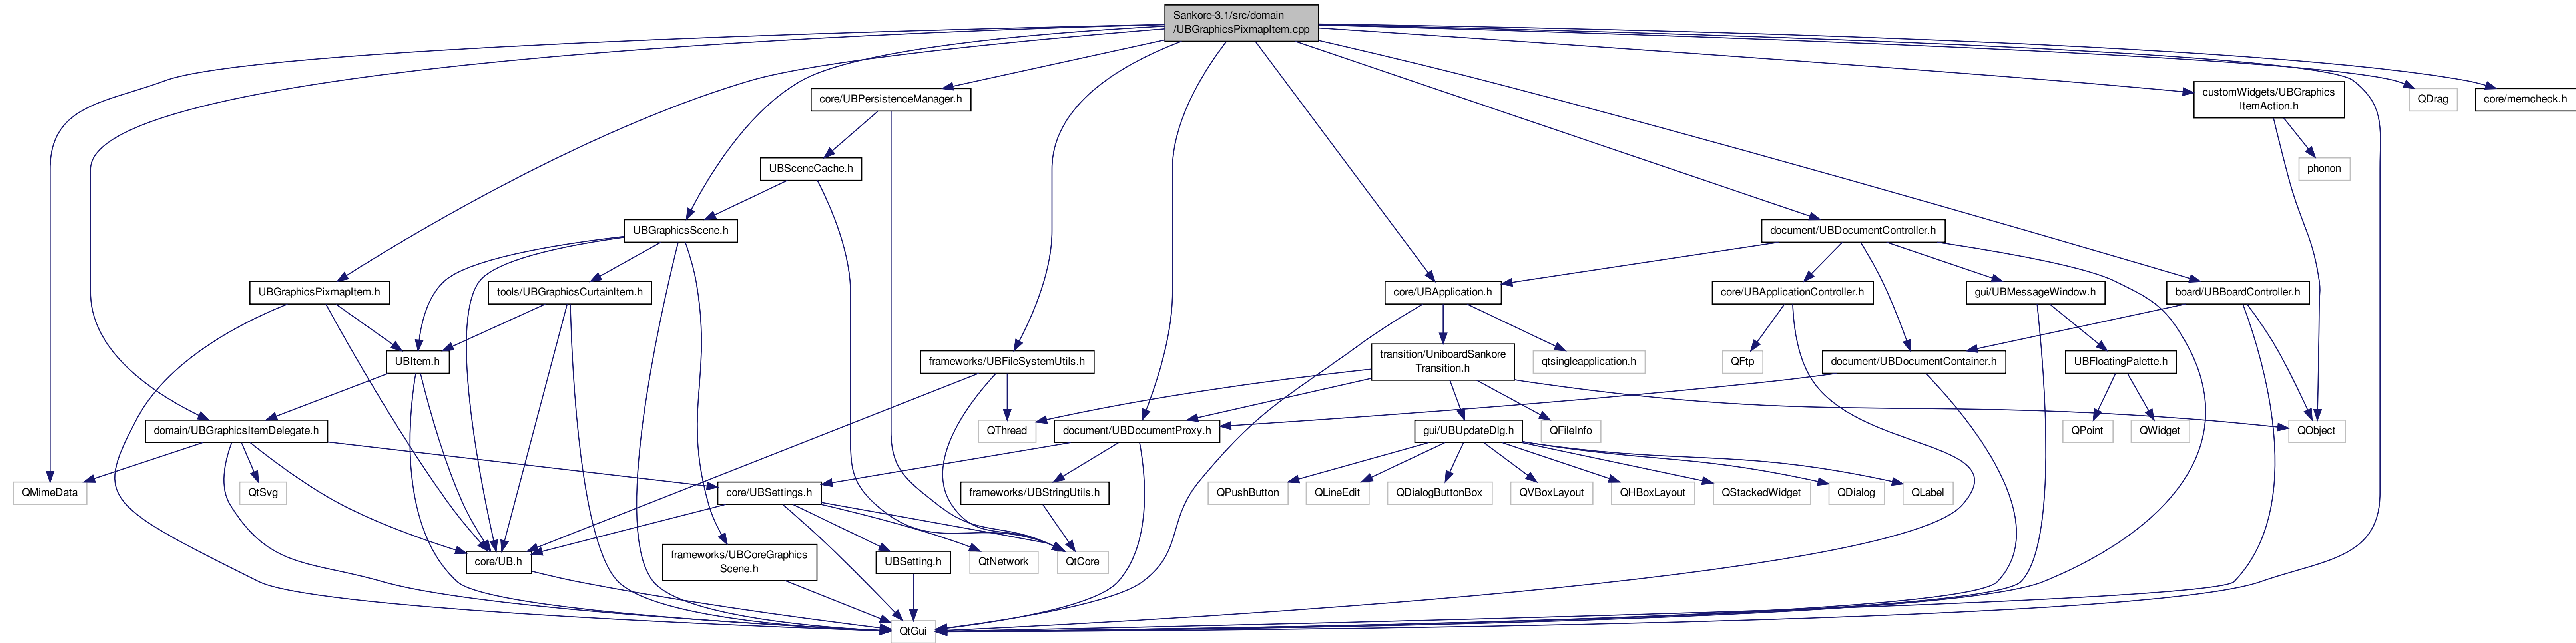 Sankore-3.1/src/domain
/UBGraphicsPixmapItem.cpp
core/UBPersistenceManager.h
customWidgets/UBGraphics
ItemAction.h
QDrag
core/memcheck.h
UBSceneCache.h
phonon
UBGraphicsScene.h
document/UBDocumentController.h
UBGraphicsPixmapItem.h
tools/UBGraphicsCurtainItem.h
core/UBApplication.h
core/UBApplicationController.h
gui/UBMessageWindow.h
board/UBBoardController.h
UBItem.h
frameworks/UBFileSystemUtils.h
transition/UniboardSankore
Transition.h
qtsingleapplication.h
QFtp
document/UBDocumentContainer.h
UBFloatingPalette.h
domain/UBGraphicsItemDelegate.h
QThread
document/UBDocumentProxy.h
gui/UBUpdateDlg.h
QFileInfo
QPoint
QWidget
QObject
QMimeData
QtSvg
core/UBSettings.h
frameworks/UBStringUtils.h
QPushButton
QLineEdit
QDialogButtonBox
QVBoxLayout
QHBoxLayout
QStackedWidget
QDialog
QLabel
core/UB.h
frameworks/UBCoreGraphics
Scene.h
UBSetting.h
QtNetwork
QtCore
QtGui